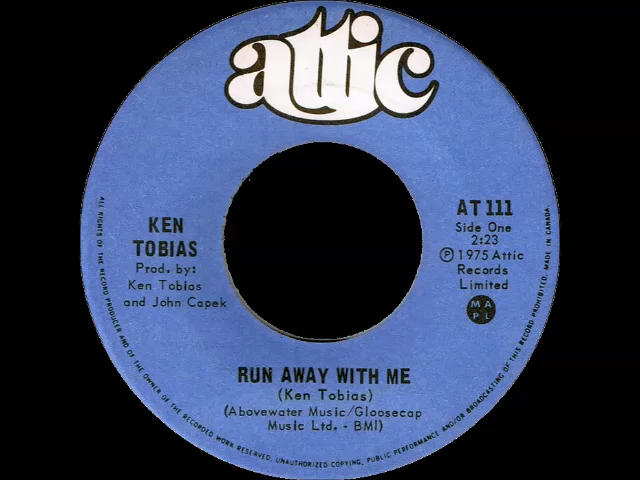 attic
KEN
TOBIAS
Prod. by:
Ken Tobias
and John Capek
AT 111
Side One
2:23
℗ 1975 Attic
Records
Limited
MA
PL
RUN AWAY WITH ME
(Ken Tobias)
(Abovewater Music/Gloosecap
Music Ltd. - BMI)
ALL RIGHTS OF THE RECORD PRODUCER AND OF THE OWNER OF THE RECORDED WORK RESERVED. UNAUTHORIZED COPYING, PUBLIC PERFORMANCE AND/OR BROADCASTING OF THIS RECORD PROHIBITED. MADE IN CANADA.